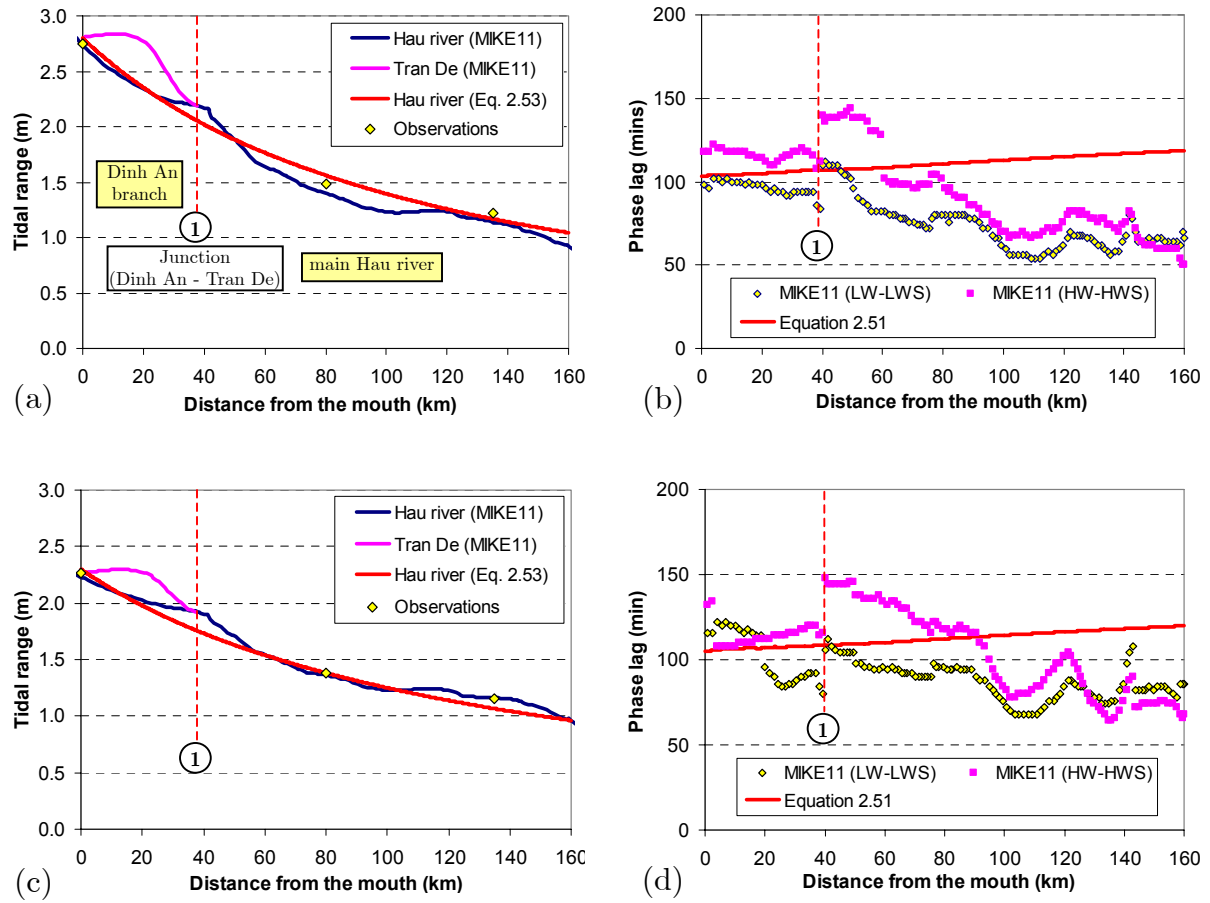 3.0
2.5
2.0
1.5
1.0
0.5
0.0
Tidal range (m)
Hau river (MIKE11)
Tran De (MIKE11)
Hau river (Eq. 2.53)
Observations
Dinh An
branch
1
Junction
(Dinh An - Tran De)
main Hau river
0 20 40 60 80 100 120 140 160
Distance from the mouth (km)
(a)
200
150
100
50
0
Phase lag (mins)
1
MIKE11 (LW-LWS)
MIKE11 (HW-HWS)
Equation 2.51
0 20 40 60 80 100 120 140 160
Distance from the mouth (km)
(b)
3.0
2.5
2.0
1.5
1.0
0.5
0.0
Tidal range (m)
Hau river (MIKE11)
Tran De (MIKE11)
Hau river (Eq. 2.53)
Observations
1
0 20 40 60 80 100 120 140 160
Distance from the mouth (km)
(c)
200
150
100
50
0
Phase lag (min)
1
MIKE11 (LW-LWS)
MIKE11 (HW-HWS)
Equation 2.51
0 20 40 60 80 100 120 140 160
Distance from the mouth (km)
(d)